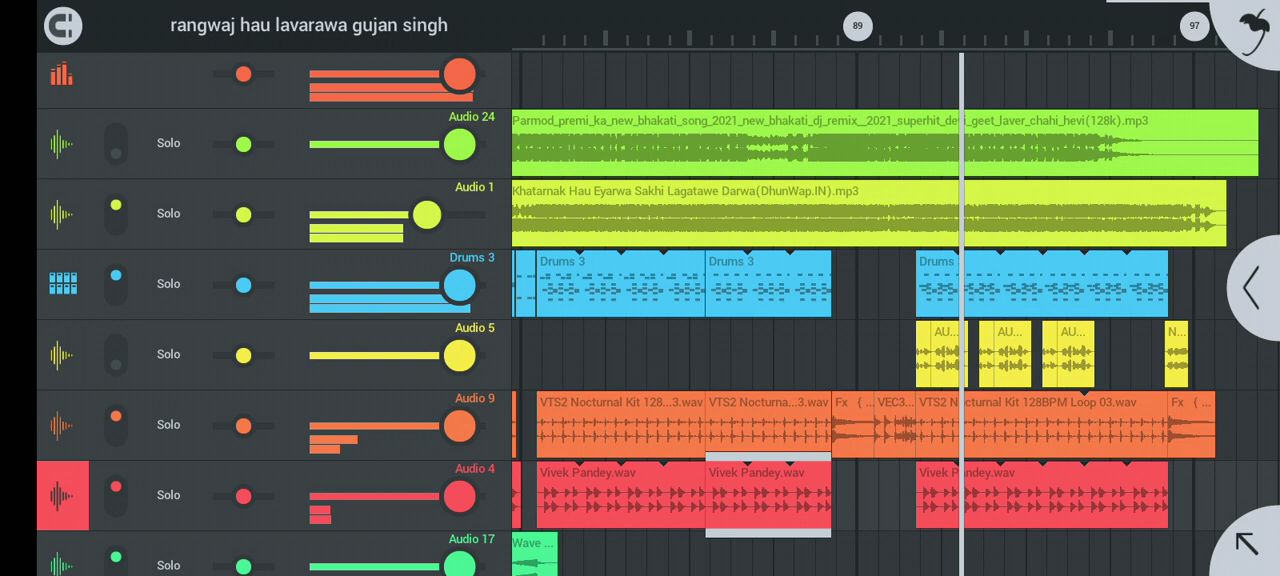 rangwaj hau lavarawa gujan singh
89
97
Audio 24
Solo
Parmod_premi_ka_new_bhakati_song_2021_new_bhakati_dj_remix__2021_superhit_de i_geet_laver_chahi_hevi(128k).mp3
Audio 1
Solo
Khatarnak Hau Eyarwa Sakhi Lagatawe Darwa(DhunWap.IN).mp3
Drums 3
Solo
Drums 3
Drums 3
Drums
Audio 5
Solo
AU...
AU...
AU...
N...
Audio 9
Solo
VTS2 Nocturnal Kit 128...3.wav
VTS2 Nocturna...3.wav
Fx ( ...
VEC3...
VTS2 Nocturnal Kit 128BPM Loop 03.wav
Fx ( ...
Audio 4
Solo
Vivek Pandey.wav
Vivek Pandey.wav
Vivek Pandey.wav
Audio 17
Solo
Wave ...